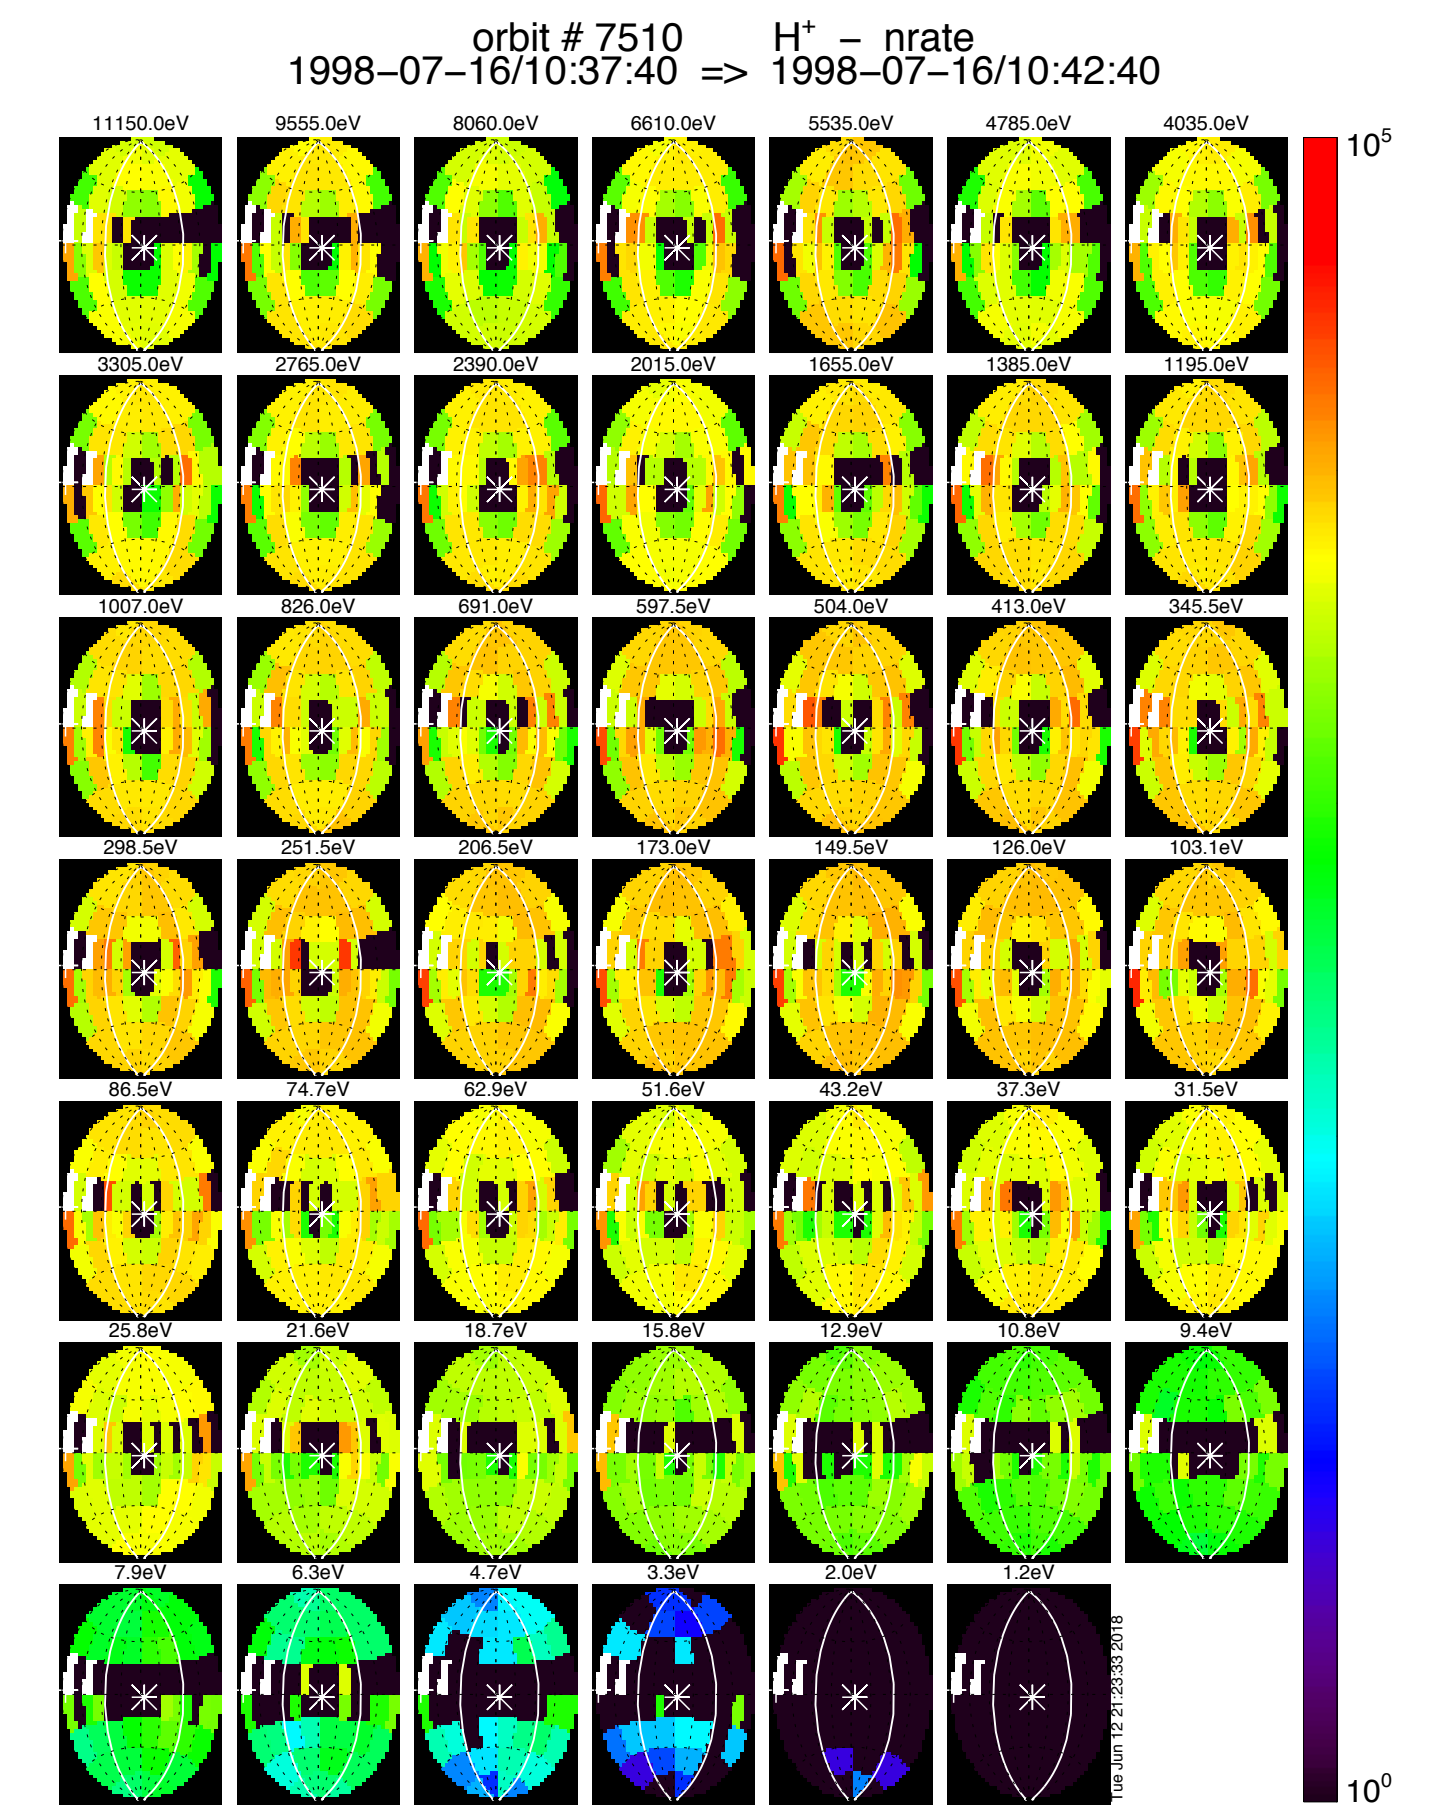 orbit # 7510 H⁺ – nrate
1998–07–16/10:37:40 => 1998–07–16/10:42:40
11150.0eV 9555.0eV 8060.0eV 6610.0eV 5535.0eV 4785.0eV 4035.0eV
10⁵
3305.0eV 2765.0eV 2390.0eV 2015.0eV 1655.0eV 1385.0eV 1195.0eV
1007.0eV 826.0eV 691.0eV 597.5eV 504.0eV 413.0eV 345.5eV
298.5eV 251.5eV 206.5eV 173.0eV 149.5eV 126.0eV 103.1eV
86.5eV 74.7eV 62.9eV 51.6eV 43.2eV 37.3eV 31.5eV
25.8eV 21.6eV 18.7eV 15.8eV 12.9eV 10.8eV 9.4eV
7.9eV 6.3eV 4.7eV 3.3eV 2.0eV 1.2eV
Tue Jun 12 21:23:33 2018
10⁰